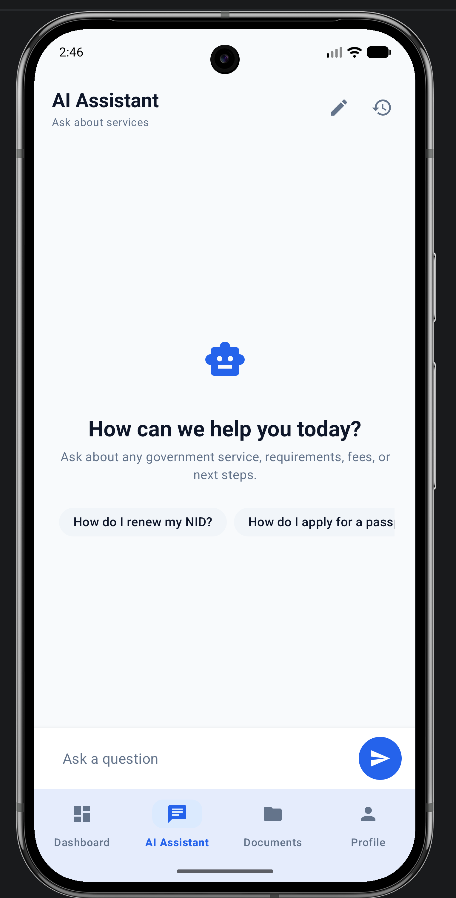 2:46
AI Assistant
Ask about services
How can we help you today?
Ask about any government service, requirements, fees, or
next steps.
How do I renew my NID?
How do I apply for a pass
Ask a question
Dashboard
AI Assistant
Documents
Profile